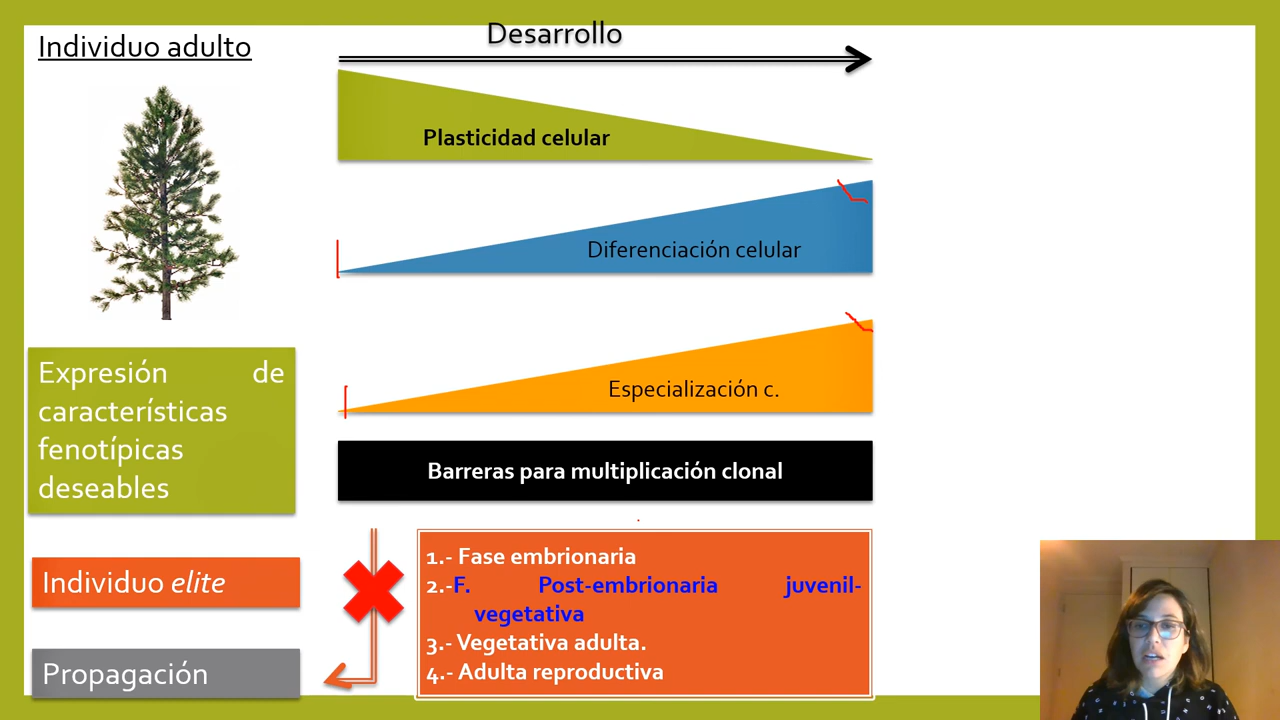 Individuo adulto
Desarrollo
Plasticidad celular
Diferenciación celular
Especialización c.
Expresión de
características
fenotípicas
deseables
Barreras para multiplicación clonal
Individuo elite
Propagación
1.- Fase embrionaria
2.-F. Post-embrionaria juvenil-
vegetativa
3.- Vegetativa adulta.
4.- Adulta reproductiva